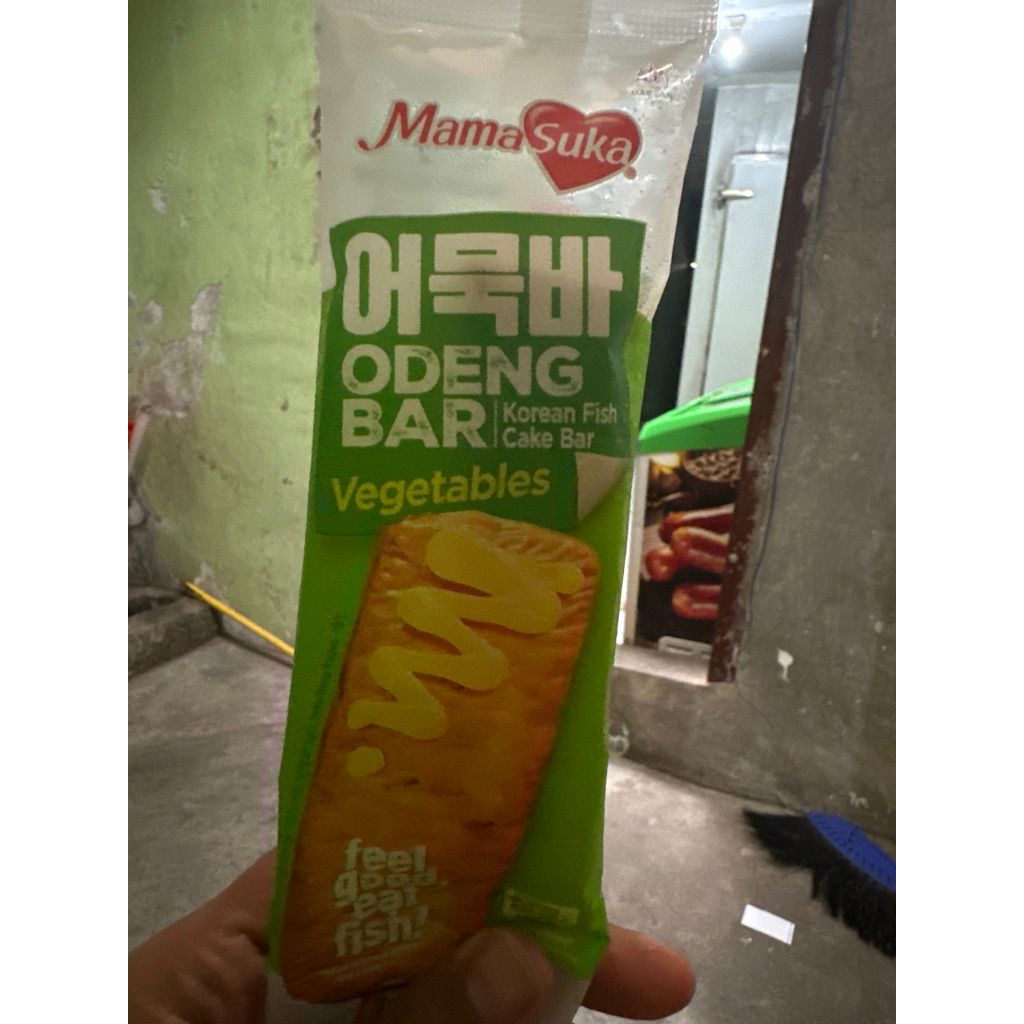 MamaSuka
어묵바
ODENG
BAR
Korean Fish
Cake Bar
Vegetables
feel
good,
eat
fish!